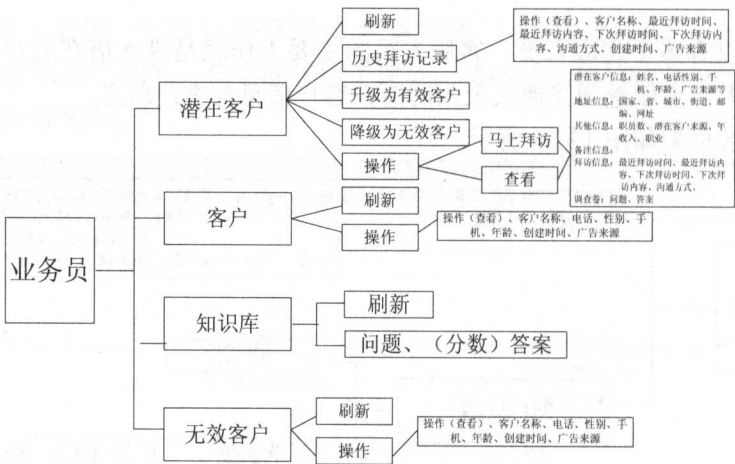 业务员
潜在客户
刷新
历史拜访记录
操作（查看）、客户名称、最近拜访时间、
最近拜访内容、下次拜访时间、下次拜访内
容、沟通方式、创建时间、广告来源
升级为有效客户
降级为无效客户
操作
马上拜访
查看
潜在客户信息：姓名、电话性别、手
机、年龄、广告来源等
地址信息：国家、省、城市、街道、邮
编、网址
其他信息：职员数、潜在客户来源、年
收入、职业
备注信息：
拜访信息：最近拜访时间、最近拜访内
容、下次拜访时间、下次拜
访内容、沟通方式、
调查卷：问题、答案
客户
刷新
操作
操作（查看）、客户名称、电话、性别、手
机、年龄、创建时间、广告来源
知识库
刷新
问题、（分数）答案
无效客户
刷新
操作
操作（查看）、客户名称、电话、性别、手
机、年龄、创建时间、广告来源